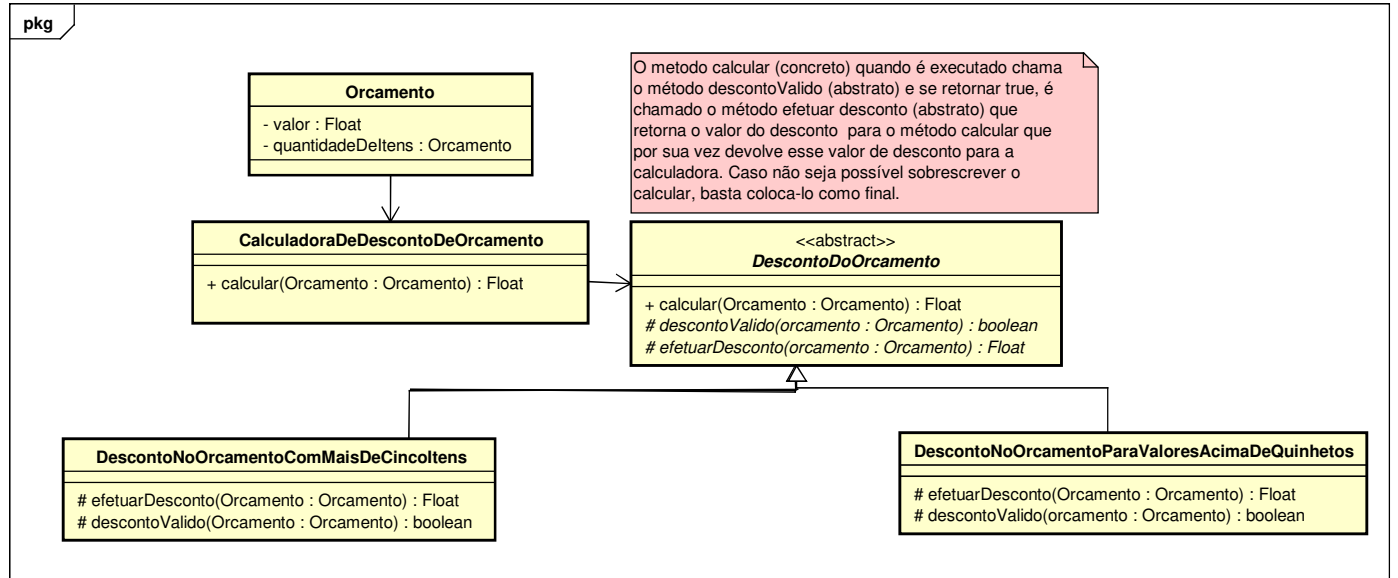 pkg
Orcamento
- valor : Float
- quantidadeDeItens : Orcamento
O metodo calcular (concreto) quando é executado chama
o método descontoValido (abstrato) e se retornar true, é
chamado o método efetuar desconto (abstrato) que
retorna o valor do desconto  para o método calcular que
por sua vez devolve esse valor de desconto para a
calculadora. Caso não seja possível sobrescrever o
calcular, basta coloca-lo como final.
CalculadoraDeDescontoDeOrcamento
+ calcular(Orcamento : Orcamento) : Float
<<abstract>>
DescontoDoOrcamento
+ calcular(Orcamento : Orcamento) : Float
# descontoValido(orcamento : Orcamento) : boolean
# efetuarDesconto(orcamento : Orcamento) : Float
DescontoNoOrcamentoComMaisDeCincoItens
# efetuarDesconto(Orcamento : Orcamento) : Float
# descontoValido(Orcamento : Orcamento) : boolean
DescontoNoOrcamentoParaValoresAcimaDeQuinhetos
# efetuarDesconto(Orcamento : Orcamento) : Float
# descontoValido(orcamento : Orcamento) : boolean